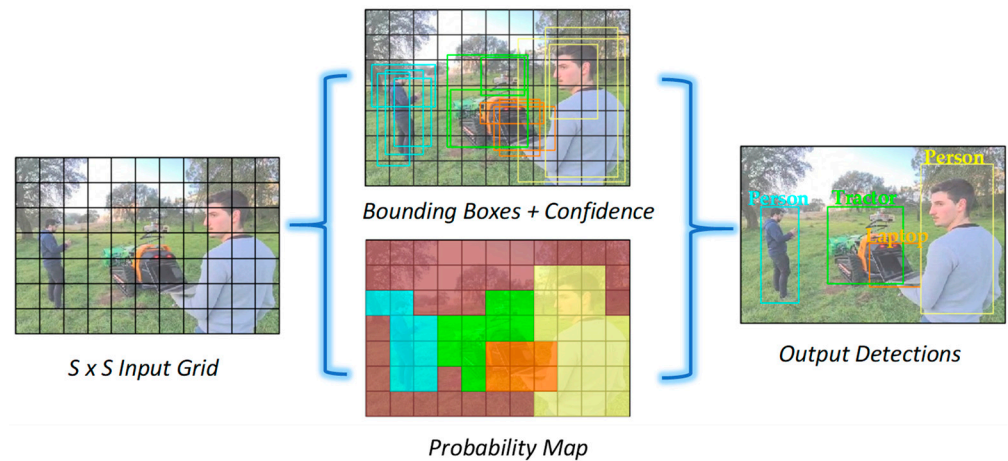 Bounding Boxes + Confidence
S x S Input Grid
Probability Map
Person
Tractor
Laptop
Person
Output Detections